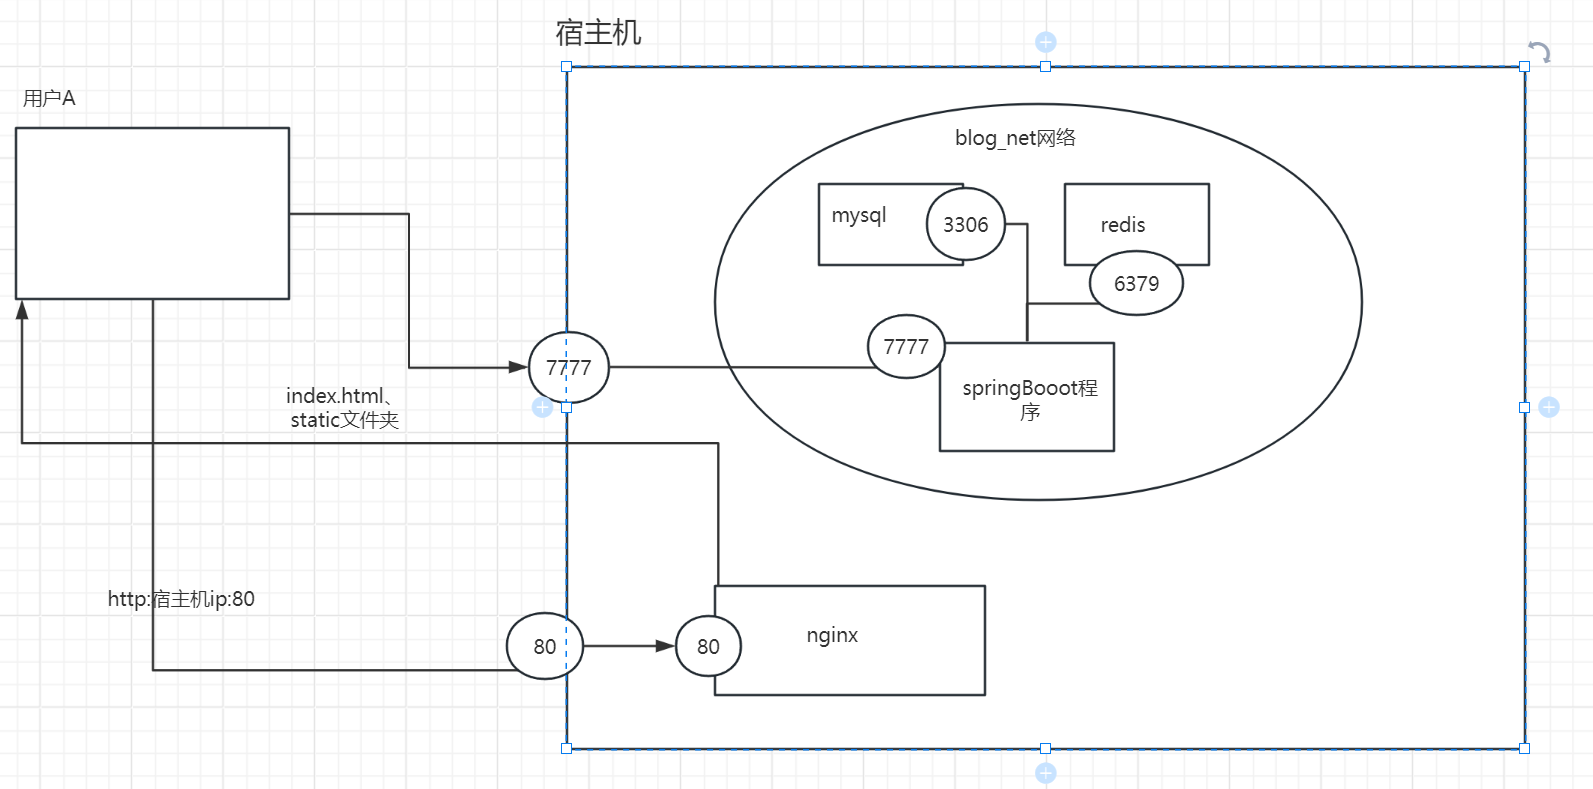 宿主机
用户A
blog_net网络
mysql
3306
redis
6379
7777
7777
springBooot程
序
index.html、
static文件夹
http:宿主机ip:80
80
80
nginx